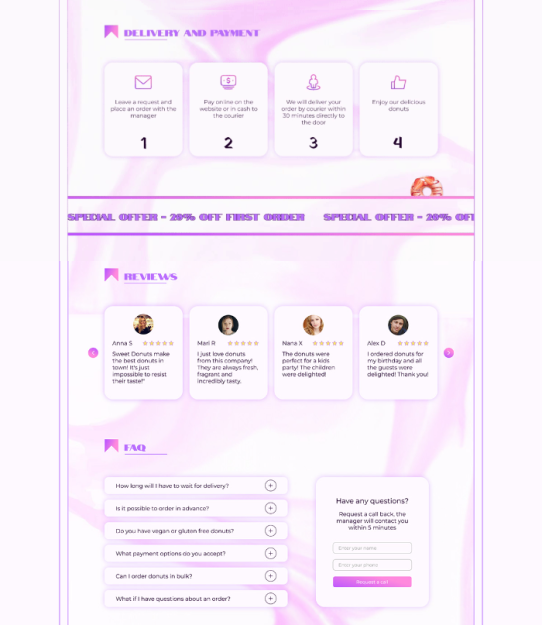 DELIVERY AND PAYMENT
Leave a request and
place an order with the
manager
1
Pay online on the
website or in cash to
the courier
2
We will deliver your
order by courier within
30 minutes directly to
the door
3
Enjoy our delicious
donuts
4
SPECIAL OFFER - 20% OFF FIRST ORDER SPECIAL OFFER - 20% OFF
REVIEWS
Anna S
Sweet Donuts make
the best donuts in
town! It's just
impossible to resist
their taste!"
Mari R
I just love donuts
from this company!
They are always fresh,
fragrant and
incredibly tasty.
Nana X
The donuts were
perfect for a kids
party! The children
were delighted!
Alex D
I ordered donuts for
my birthday and all
the guests were
delighted! Thank you!
FAQ
How long will I have to wait for delivery?
Is it possible to order in advance?
Do you have vegan or gluten free donuts?
What payment options do you accept?
Can I order donuts in bulk?
What if I have questions about an order?
Have any questions?
Request a call back, the
manager will contact you
within 5 minutes
Enter your name
Enter your phone
Request a call